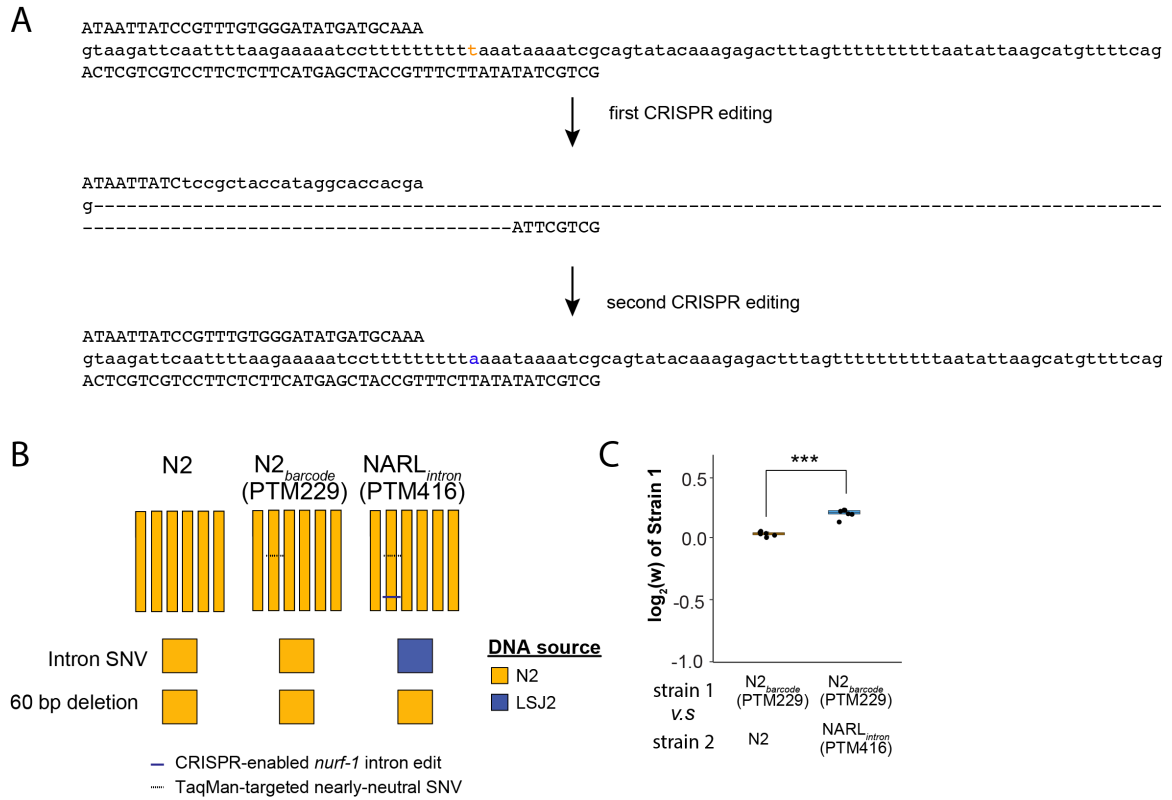 A
ATAATTATCCGTTTGTGGGATATGATGCAAA
gtaagattcaattttaagaaaaatccttttttttttaaataaaatcgcagtatacaaagagactttagttttttttttaatattaagcatgttttcag
ACTCGTCGTCCTTCTCTTCATGAGCTACCGTTTCTTATATATCGTCG
first CRISPR editing
ATAATTATCtccgctaccataggcaccacga
g-------------------------------------------------------------------------------------------------
---------------------------------------ATTCGTCG
second CRISPR editing
ATAATTATCCGTTTGTGGGATATGATGCAAA
gtaagattcaattttaagaaaaatcctttttttttaaaataaaatcgcagtatacaaagagactttagttttttttttaatattaagcatgttttcag
ACTCGTCGTCCTTCTCTTCATGAGCTACCGTTTCTTATATATCGTCG
B
N2
N2barcode
(PTM229)
NARLintron
(PTM416)
Intron SNV
60 bp deletion
DNA source
N2
LSJ2
CRISPR-enabled nurf-1 intron edit
TaqMan-targeted nearly-neutral SNV
C
***
log2(w) of Strain 1
0.5
0.0
-0.5
-1.0
strain 1
N2barcode
(PTM229)
N2barcode
(PTM229)
v.s
strain 2
N2
NARLintron
(PTM416)